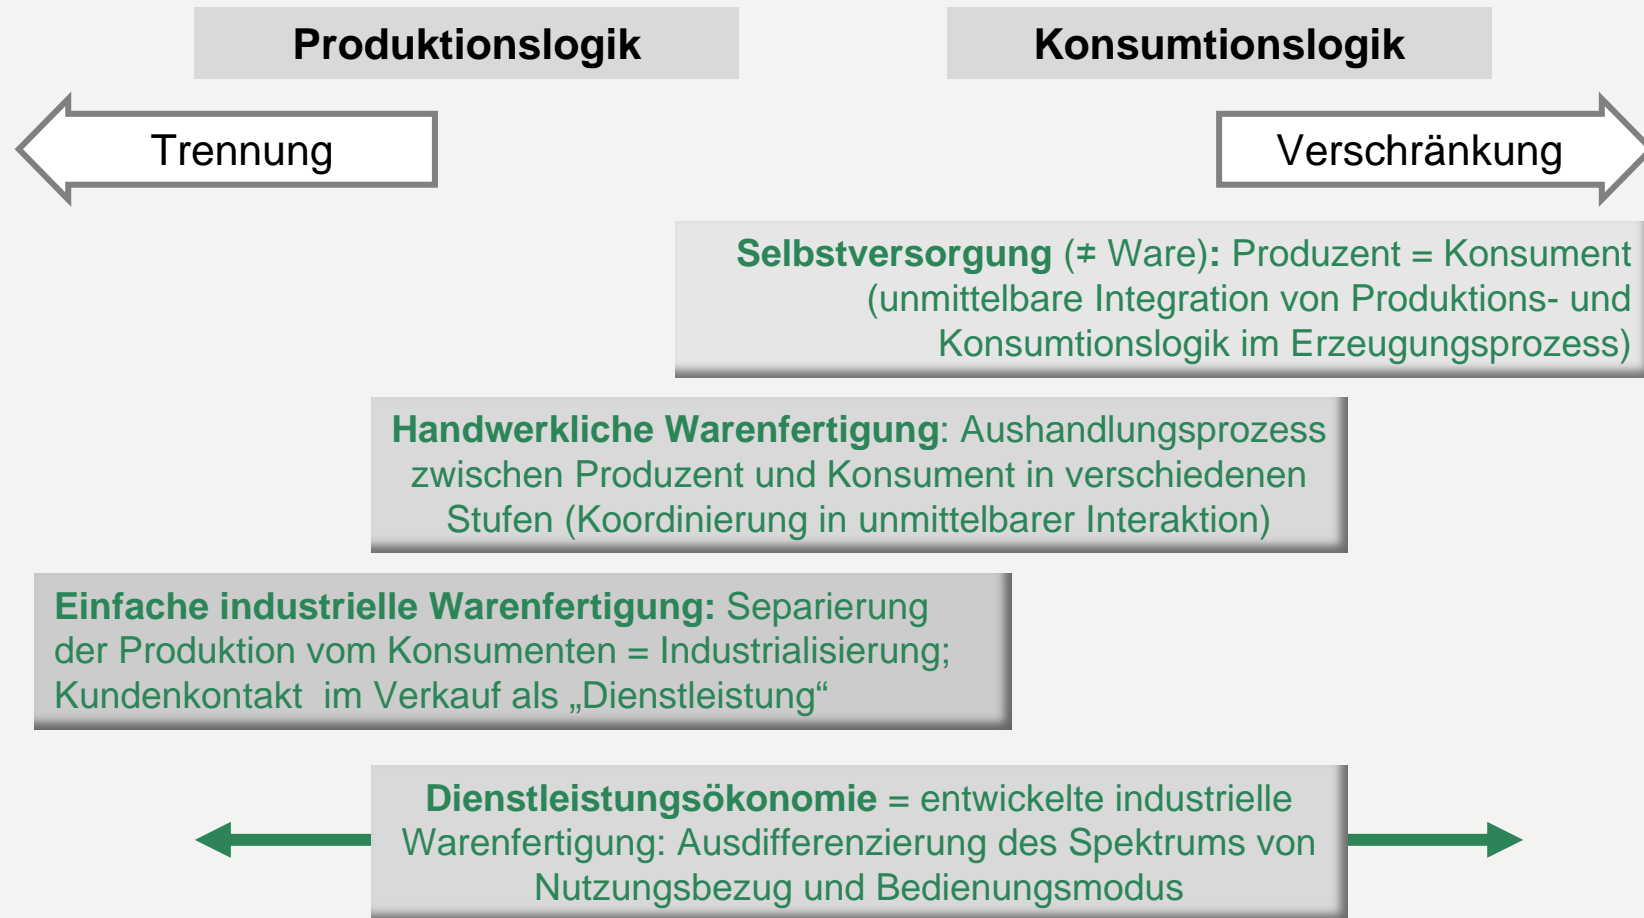 Produktionslogik
Konsumtionslogik
Trennung
Verschränkung
Selbstversorgung (≠ Ware): Produzent = Konsument
(unmittelbare Integration von Produktions- und
Konsumtionslogik im Erzeugungsprozess)
Handwerkliche Warenfertigung: Aushandlungsprozess
zwischen Produzent und Konsument in verschiedenen
Stufen (Koordinierung in unmittelbarer Interaktion)
Einfache industrielle Warenfertigung: Separierung
der Produktion vom Konsumenten = Industrialisierung;
Kundenkontakt  im Verkauf als „Dienstleistung“
Dienstleistungsökonomie = entwickelte industrielle
Warenfertigung: Ausdifferenzierung des Spektrums von
Nutzungsbezug und Bedienungsmodus